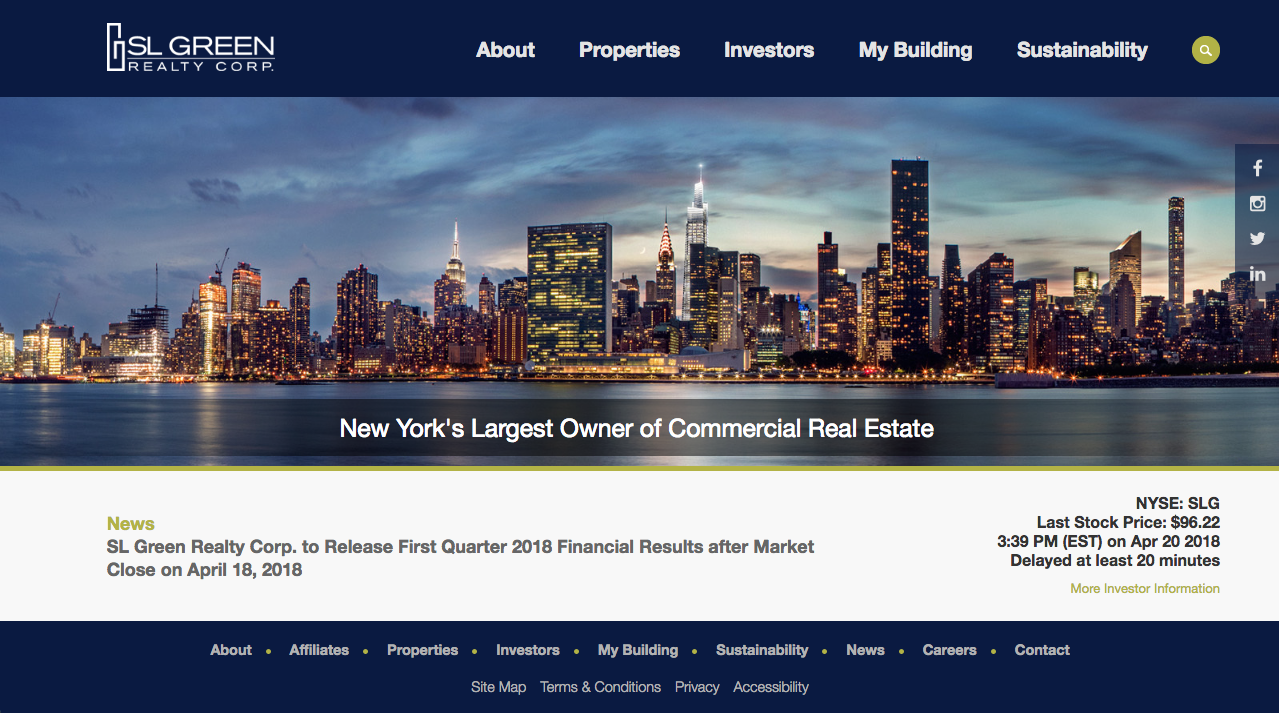 SL GREEN
REALTY CORP.
About
Properties
Investors
My Building
Sustainability
New York's Largest Owner of Commercial Real Estate
News
SL Green Realty Corp. to Release First Quarter 2018 Financial Results after Market
Close on April 18, 2018
NYSE: SLG
Last Stock Price: $96.22
3:39 PM (EST) on Apr 20 2018
Delayed at least 20 minutes
More Investor Information
About • Affiliates • Properties • Investors • My Building • Sustainability • News • Careers • Contact
Site Map Terms & Conditions Privacy Accessibility